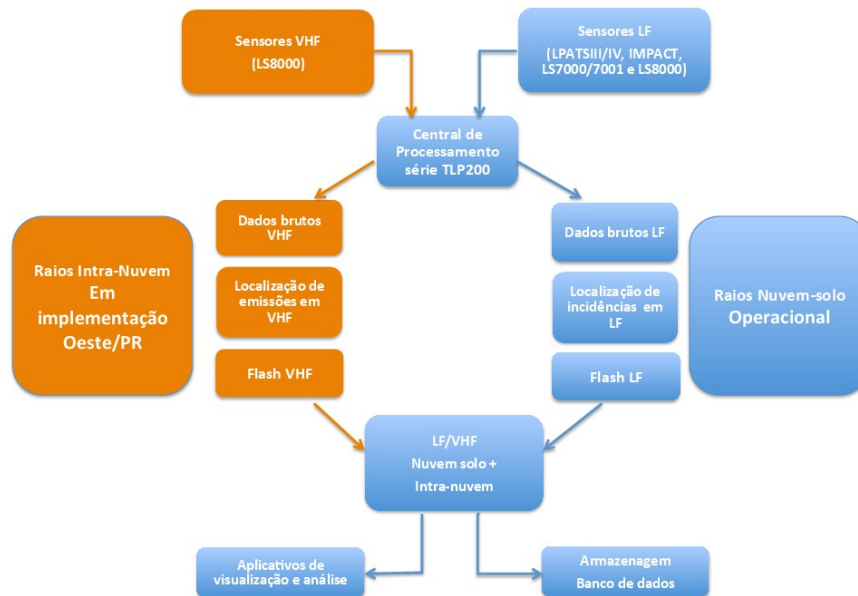 Sensores VHF
(LS8000)
Sensores LF
(LPATSIII/IV, IMPACT,
LS7000/7001 e LS8000)
Central de
Processamento
série TLP200
Dados brutos
VHF
Localização de
emissões em
VHF
Flash VHF
Raios Intra-Nuvem
Em
implementação
Oeste/PR
Dados brutos LF
Localização de
incidências em
LF
Flash LF
Raios Nuvem-solo
Operacional
LF/VHF
Nuvem solo +
Intra-nuvem
Aplicativos de
visualização e análise
Armazenagem
Banco de dados